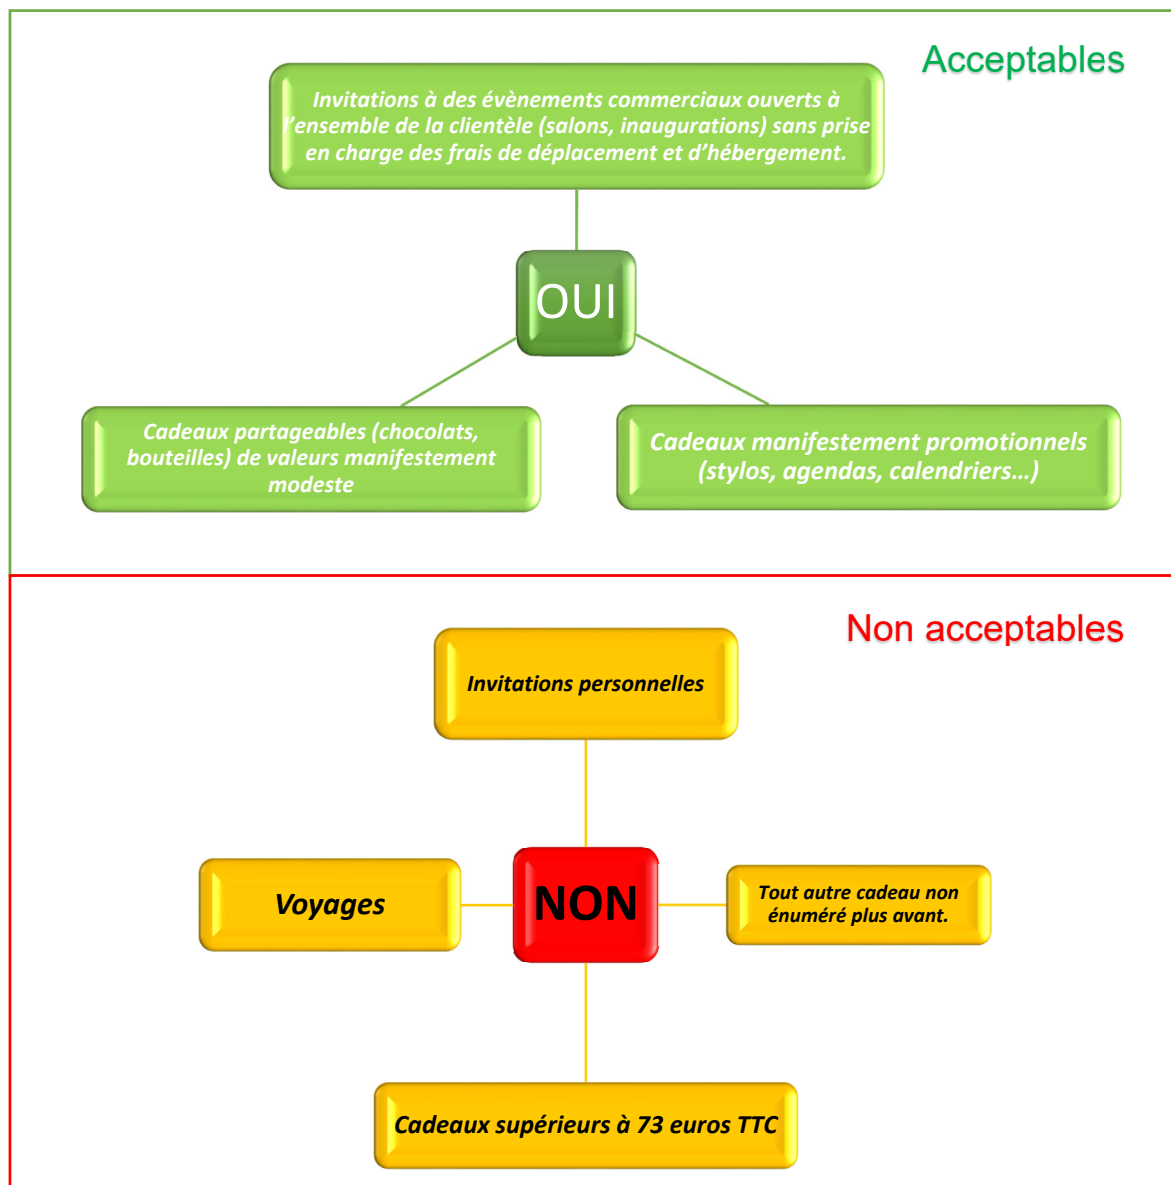 Acceptables
Invitations à des évènements commerciaux ouverts à
l'ensemble de la clientèle (salons, inaugurations) sans prise
en charge des frais de déplacement et d'hébergement.
OUI
Cadeaux partageables (chocolats,
bouteilles) de valeurs manifestement
modeste
Cadeaux manifestement promotionnels
(stylos, agendas, calendriers...)
Non acceptables
Invitations personnelles
Voyages
NON
Tout autre cadeau non
énuméré plus avant.
Cadeaux supérieurs à 73 euros TTC